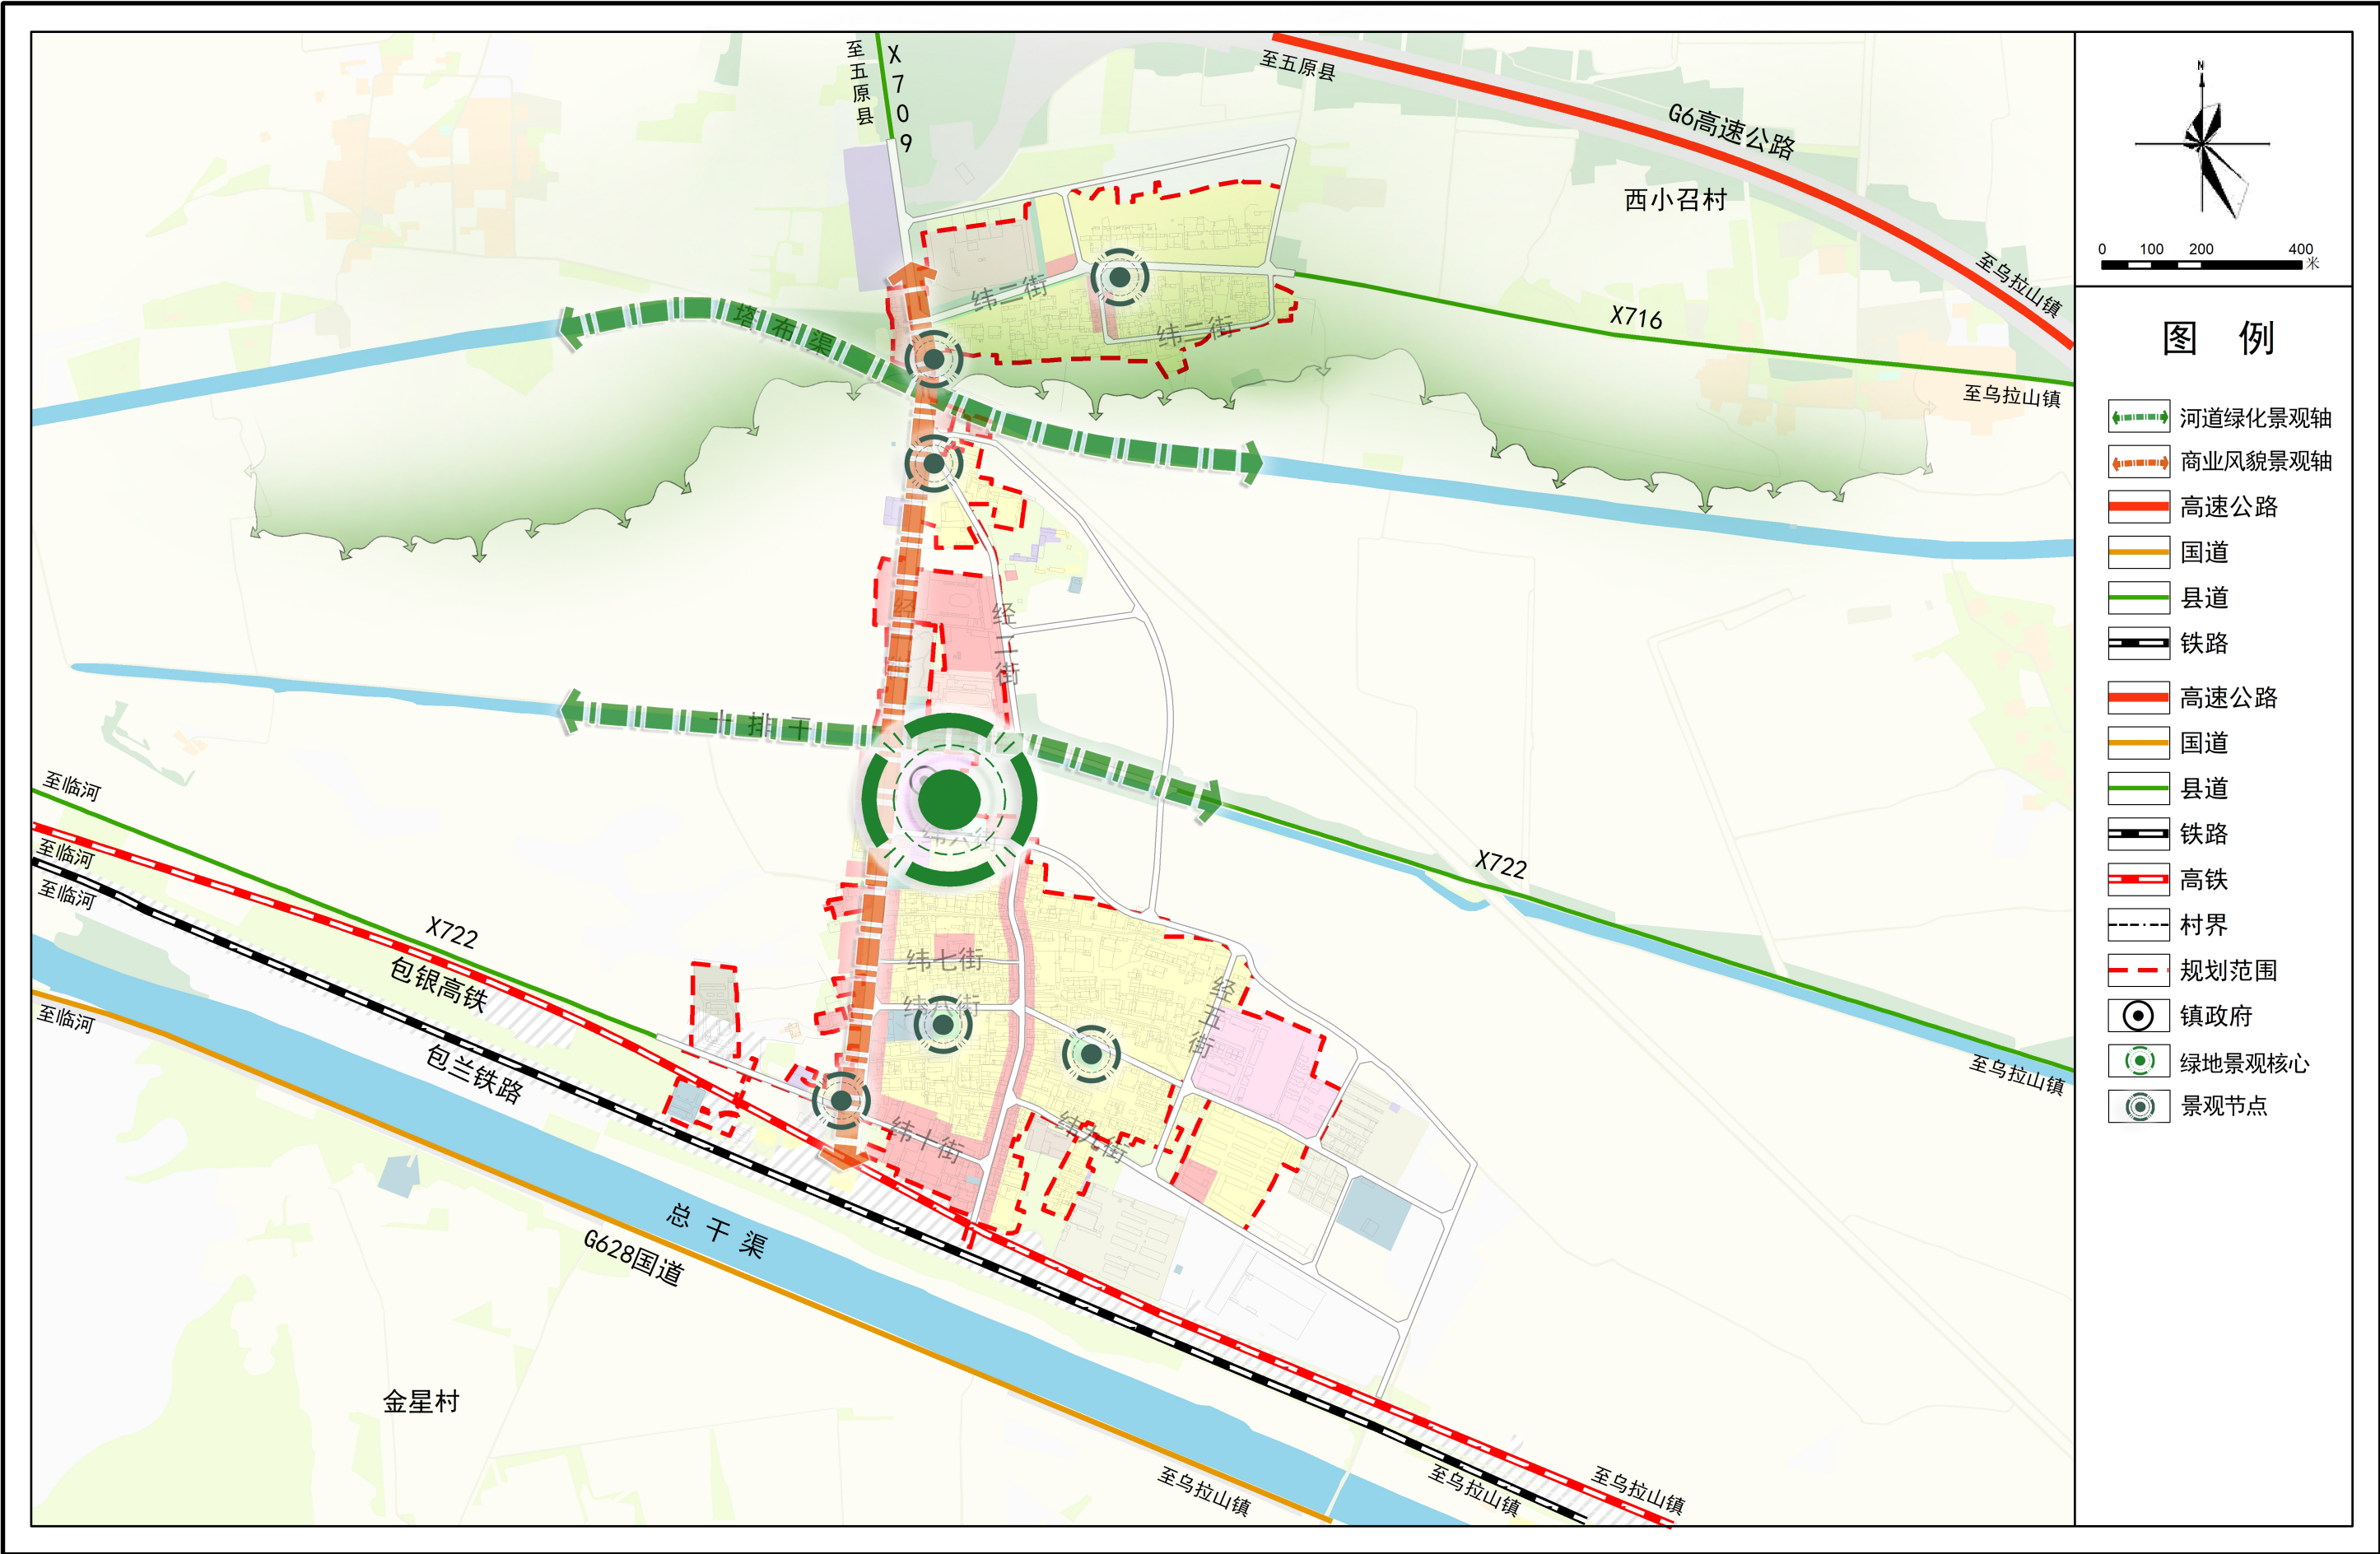 至五原县
X709
至五原县
G6高速公路
西小召村
至乌拉山镇
纬二街
纬二街
X716
至乌拉山镇
塔布渠
经二街
十排干
纬六街
至临河
至临河
至临河
至临河
X722
X722
包银高铁
包兰铁路
纬七街
纬八街
经五街
纬九街
纬十街
至乌拉山镇
总干渠
G628国道
金星村
至乌拉山镇
至乌拉山镇
至乌拉山镇
N
0 100 200 400
米
图 例
河道绿化景观轴
商业风貌景观轴
高速公路
国道
县道
铁路
高速公路
国道
县道
铁路
高铁
村界
规划范围
镇政府
绿地景观核心
景观节点